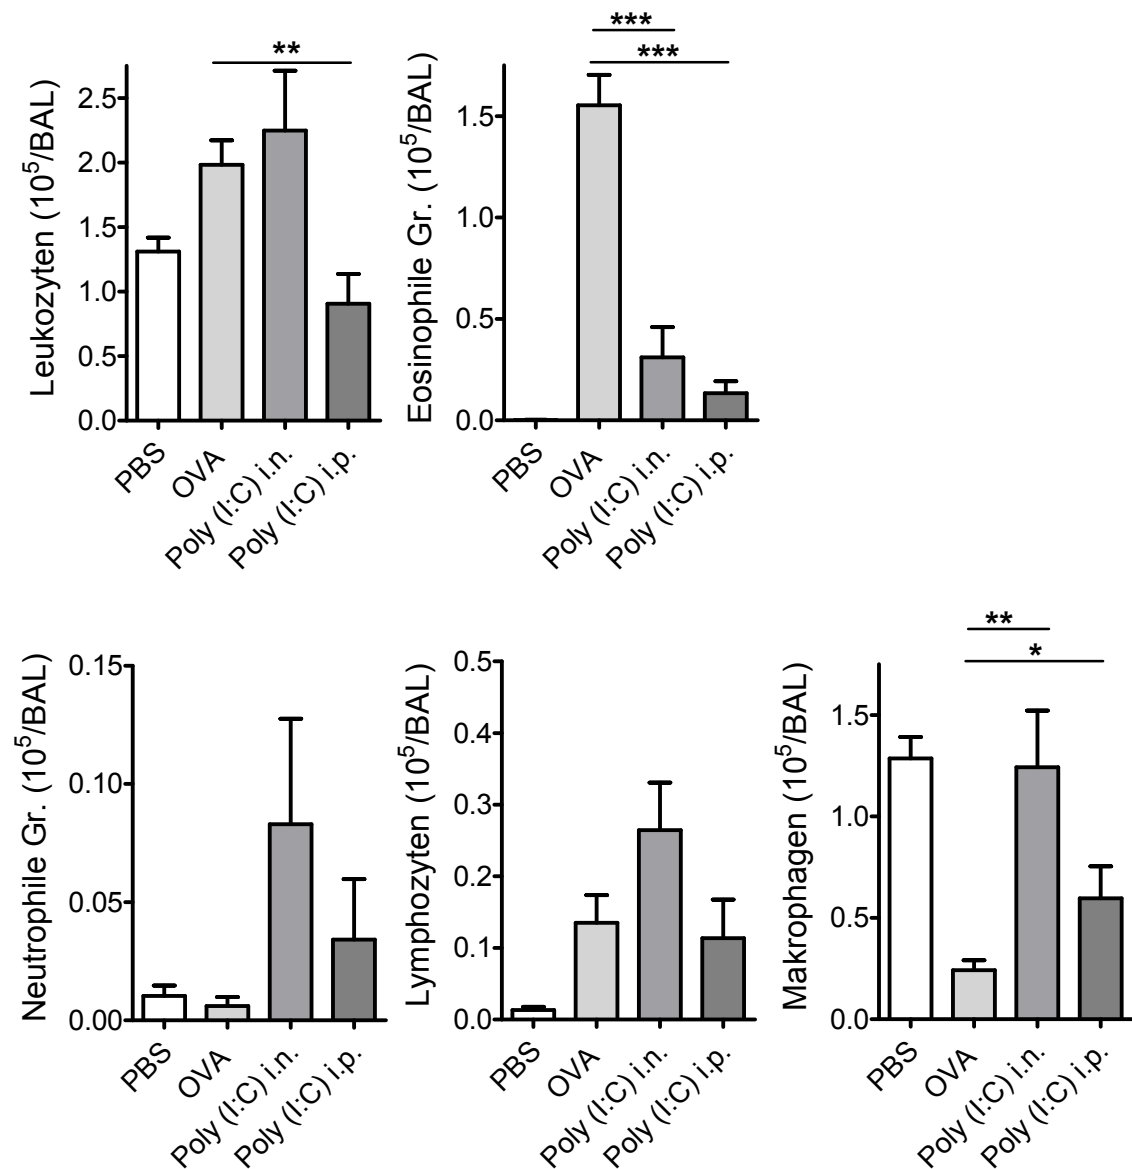 **
Leukozyten (10⁵/BAL)
2.5
2.0
1.5
1.0
0.5
0.0
PBS
OVA
Poly (I:C) i.n.
Poly (I:C) i.p.
***
***
Eosinophile Gr. (10⁵/BAL)
1.5
1.0
0.5
0.0
PBS
OVA
Poly (I:C) i.n.
Poly (I:C) i.p.
Neutrophile Gr. (10⁵/BAL)
0.15
0.10
0.05
0.00
PBS
OVA
Poly (I:C) i.n.
Poly (I:C) i.p.
Lymphozyten (10⁵/BAL)
0.5
0.4
0.3
0.2
0.1
0.0
PBS
OVA
Poly (I:C) i.n.
Poly (I:C) i.p.
**
*
Makrophagen (10⁵/BAL)
1.5
1.0
0.5
0.0
PBS
OVA
Poly (I:C) i.n.
Poly (I:C) i.p.